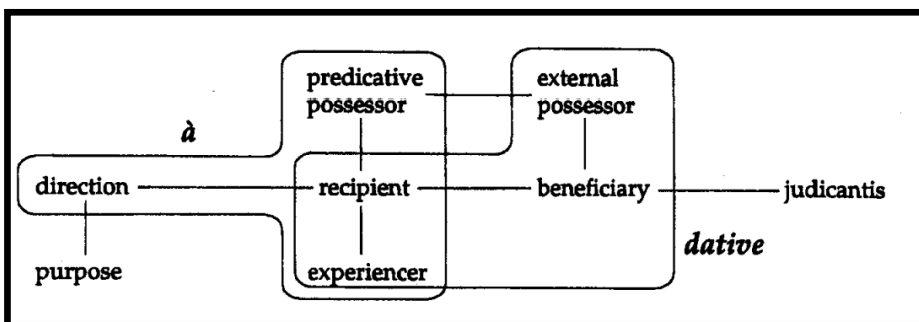 predicative external
possessor possessor
à
direction recipient beneficiary judicantis
dative
purpose experiencer